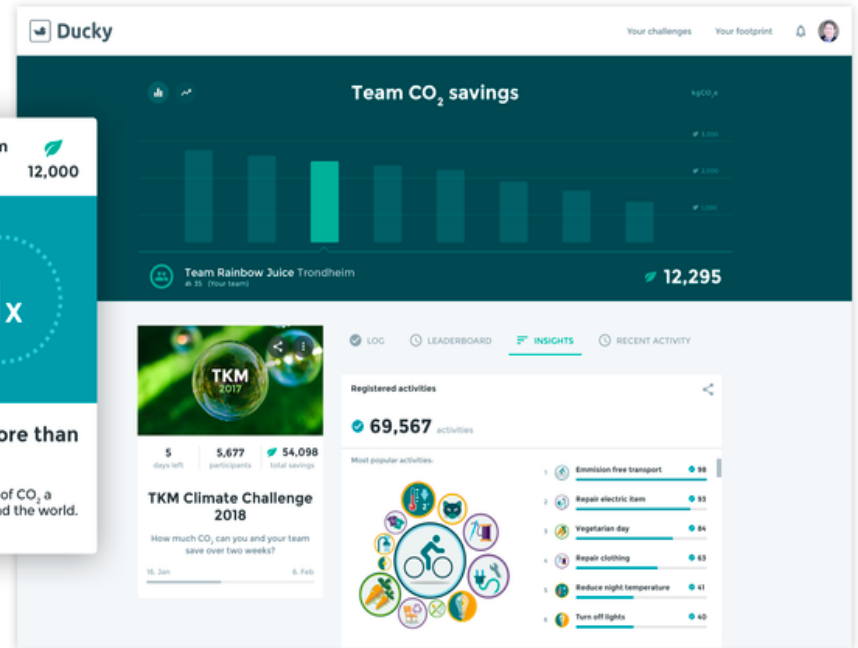 Ducky
Your challenges
Your footprint
Team CO₂ savings
kgCO₂e
3,000
2,000
1,000
Team Rainbow Juice Trondheim
35 (Your team)
12,295
12,000
x
ore than
of CO₂ a
d the world.
TKM
2017
5
days left
5,677
participants
54,098
total savings
TKM Climate Challenge
2018
How much CO₂ can you and your team
save over two weeks?
16. Jan
6. Feb
LOG
LEADERBOARD
INSIGHTS
RECENT ACTIVITY
Registered activities
69,567 activities
Most popular activities:
1 Emmision free transport 98
2 Repair electric item 93
3 Vegetarian day 84
4 Repair clothing 63
5 Reduce night temperature 41
6 Turn off lights 40